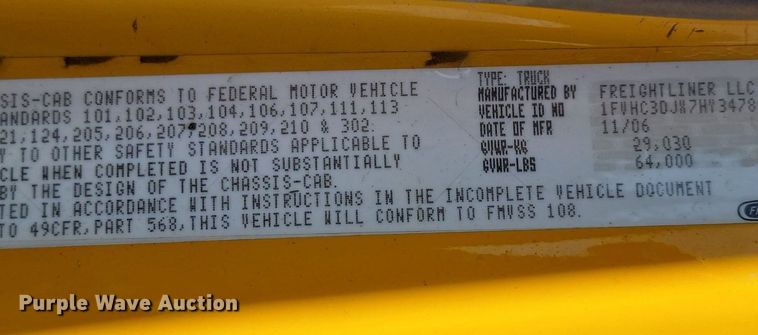 SIS-CAB CONFORMS TO FEDERAL MOTOR VEHICLE
ANDARDS 101,102,103,104,106,107,111,113
21,124,205,206,207,208,209,210 & 302.
Y TO OTHER SAFETY STANDARDS APPLICABLE TO
CLE WHEN COMPLETED IS NOT SUBSTANTIALLY
BY THE DESIGN OF THE CHASSIS-CAB.
TED IN ACCORDANCE WITH INSTRUCTIONS IN THE INCOMPLETE VEHICLE DOCUMENT
TO 49CFR,PART 568,THIS VEHICLE WILL CONFORM TO FMVSS 108.
TYPE: TRUCK
MANUFACTURED BY FREIGHTLINER LLC
VEHICLE ID NO 1FVHC3DJX7HY3478
DATE OF MFR 11/06
GVWR-KG 29,030
GVWR-LBS 64,000
Purple Wave Auction